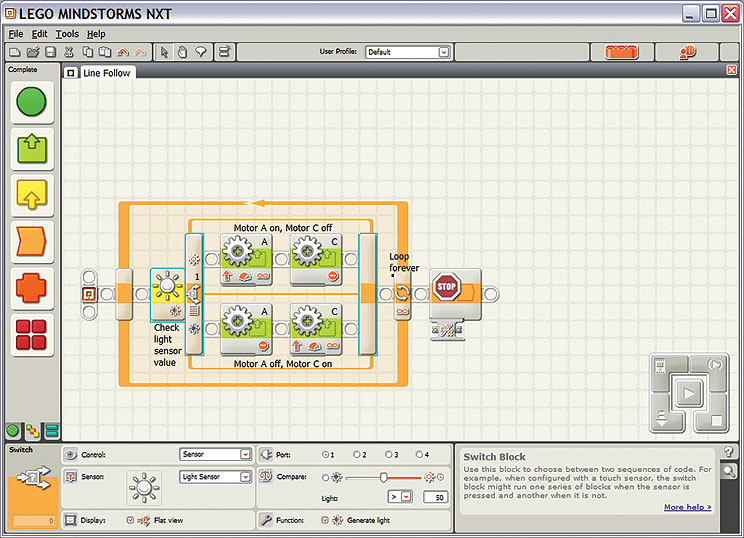 LEGO MINDSTORMS NXT
File Edit Tools Help
User Profile: Default
Complete
Line Follow
Motor A on, Motor C off
A
C
Loop
forever
1
STOP
A
C
Check
light
sensor
value
Motor A off, Motor C on
Switch
Control: Sensor
Port: 1 2 3 4
Sensor: Light Sensor
Compare:
Light: > 50
Display: Flat view
Function: Generate light
0
Switch Block
Use this block to choose between two sequences of code. For
example, when configured with a touch sensor, the switch
block might run one series of blocks when the sensor is
pressed and another when it is not.
More help »
?